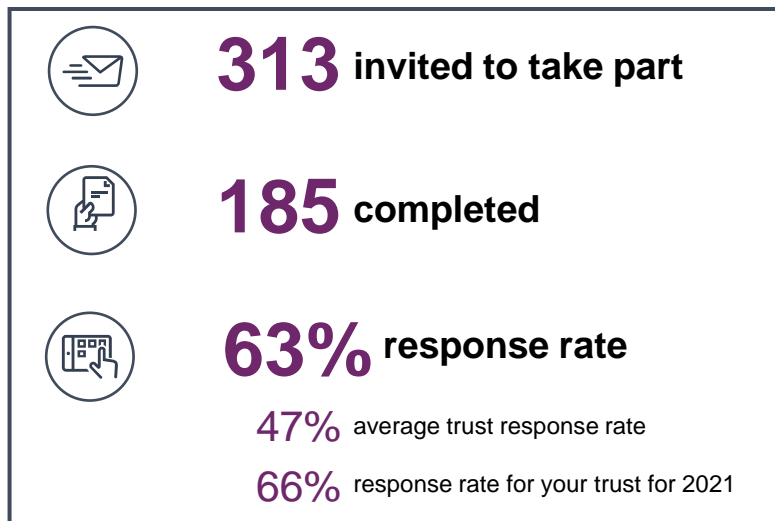 313 invited to take part
185 completed
63% response rate
47% average trust response rate
66% response rate for your trust for 2021